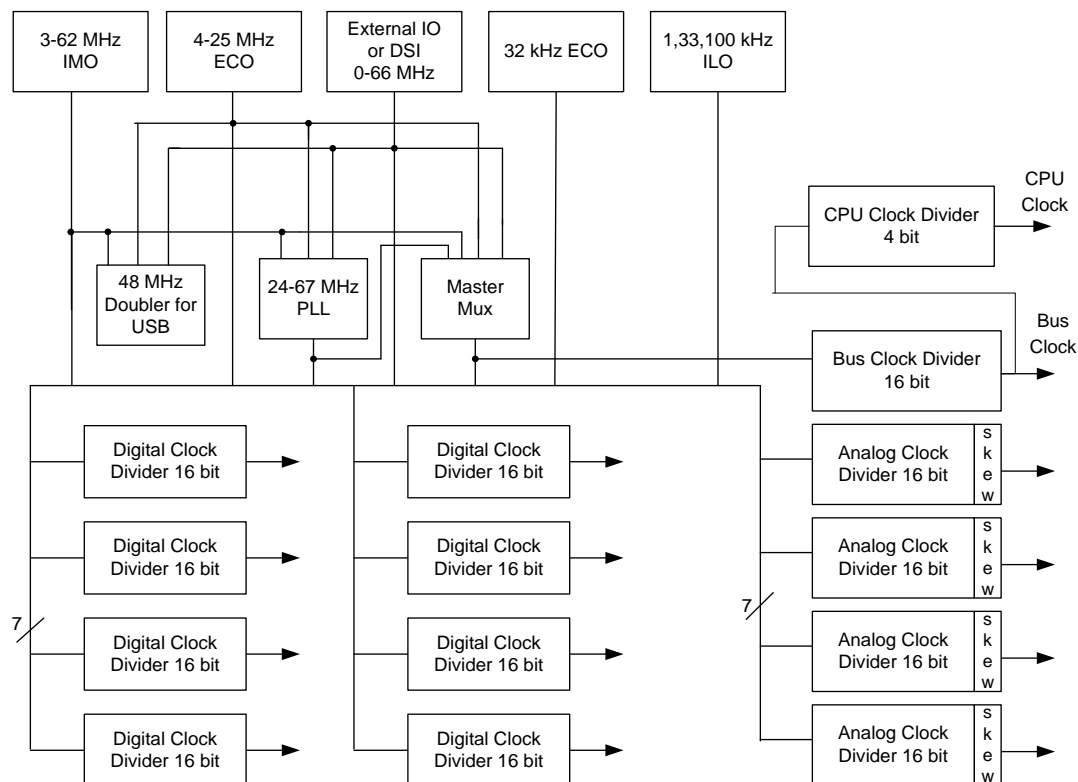 3-62 MHz
IMO
4-25 MHz
ECO
External IO
or DSI
0-66 MHz
32 kHz ECO
1,33,100 kHz
ILO
CPU
Clock
CPU Clock Divider
4 bit
48 MHz
Doubler for
USB
24-67 MHz
PLL
Master
Mux
Bus
Clock
Bus Clock Divider
16 bit
Digital Clock
Divider 16 bit
Digital Clock
Divider 16 bit
Analog Clock
Divider 16 bit
s
k
e
w
Digital Clock
Divider 16 bit
Digital Clock
Divider 16 bit
Analog Clock
Divider 16 bit
s
k
e
w
7
7
Digital Clock
Divider 16 bit
Digital Clock
Divider 16 bit
Analog Clock
Divider 16 bit
s
k
e
w
Digital Clock
Divider 16 bit
Digital Clock
Divider 16 bit
Analog Clock
Divider 16 bit
s
k
e
w